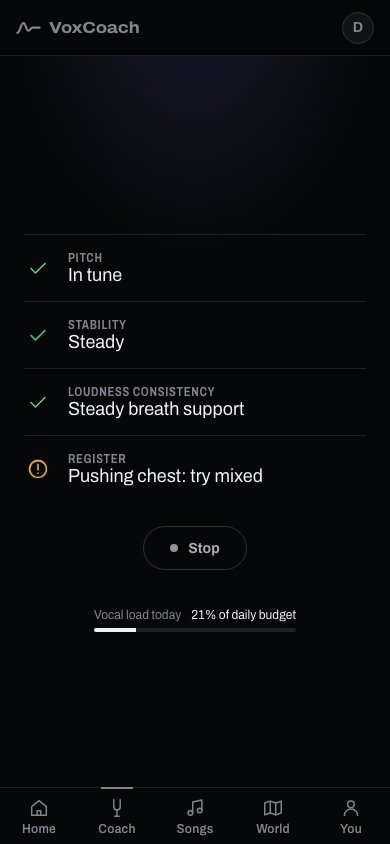 VoxCoach
D
PITCH
In tune
STABILITY
Steady
LOUDNESS CONSISTENCY
Steady breath support
REGISTER
Pushing chest: try mixed
Stop
Vocal load today 21% of daily budget
Home Coach Songs World You